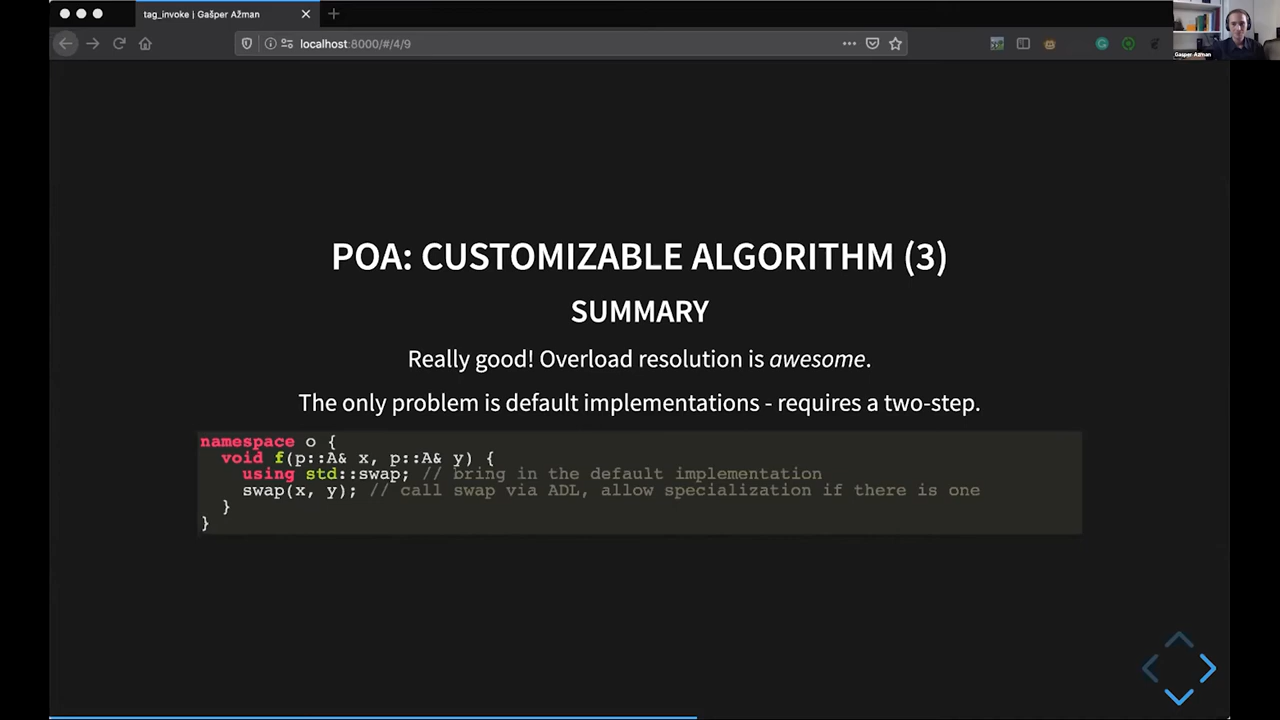 tag_invoke | Gašper Ažman
localhost:8000/#/4/9
Gašper Ažman
POA: CUSTOMIZABLE ALGORITHM (3)
SUMMARY
Really good! Overload resolution is awesome.
The only problem is default implementations - requires a two-step.
namespace o {
void f(p::A& x, p::A& y) {
using std::swap; // bring in the default implementation
swap(x, y); // call swap via ADL, allow specialization if there is one
}
}